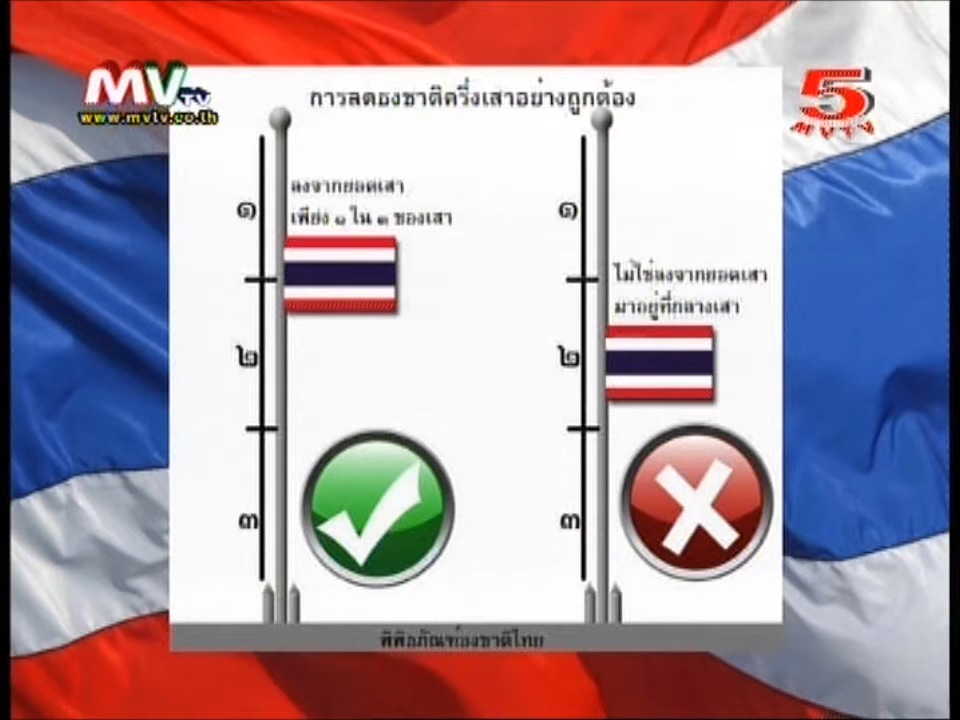 MVTV
www.mvtv.co.th
5
การลดธงชาติครึ่งเสาอย่างถูกต้อง
ลงจากยอดเสา
เพียง ๑ ใน ๓ ของเสา
๑
๒
๓
ไม่ใช่ลงจากยอดเสา
มาอยู่ที่กลางเสา
๑
๒
๓
พิพิธภัณฑ์ธงชาติไทย